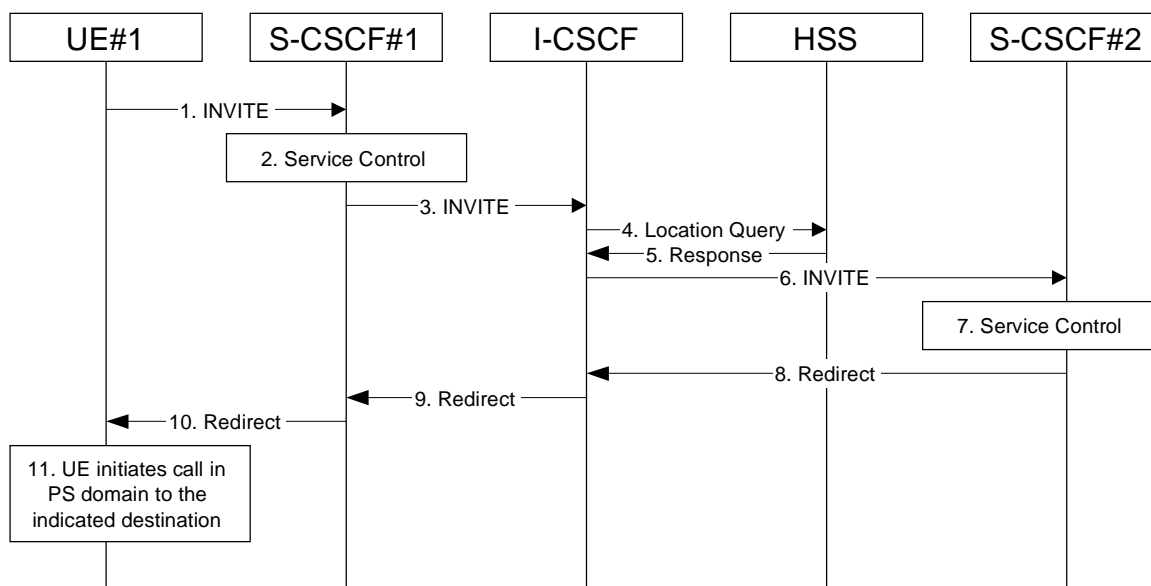 UE#1
S-CSCF#1
I-CSCF
HSS
S-CSCF#2
1. INVITE
2. Service Control
3. INVITE
4. Location Query
5. Response
6. INVITE
7. Service Control
8. Redirect
9. Redirect
10. Redirect
11. UE initiates call in
PS domain to the
indicated destination